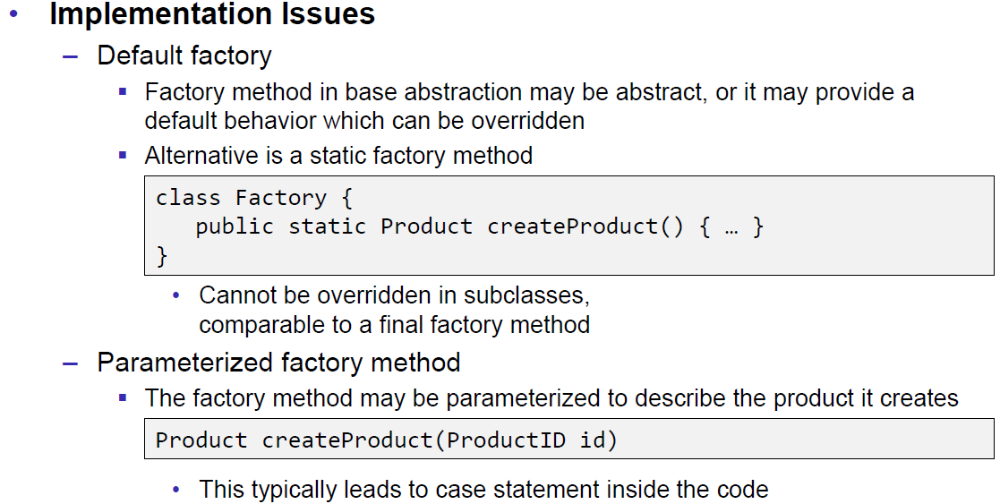 • Implementation Issues
– Default factory
▪ Factory method in base abstraction may be abstract, or it may provide a
default behavior which can be overridden
▪ Alternative is a static factory method
class Factory {
   public static Product createProduct() { … }
}
• Cannot be overridden in subclasses,
comparable to a final factory method
– Parameterized factory method
▪ The factory method may be parameterized to describe the product it creates
Product createProduct(ProductID id)
• This typically leads to case statement inside the code